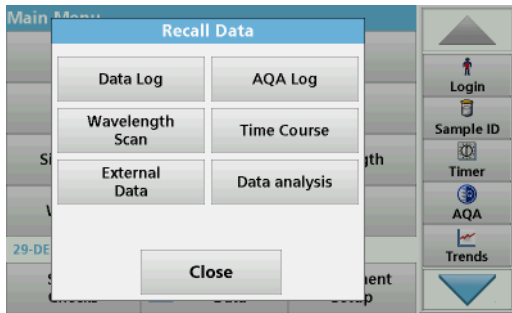 Main Menu
Recall Data
Data Log
AQA Log
Wavelength
Scan
Time Course
External
Data
Data analysis
Close
29-DE
Login
Sample ID
Timer
AQA
Trends